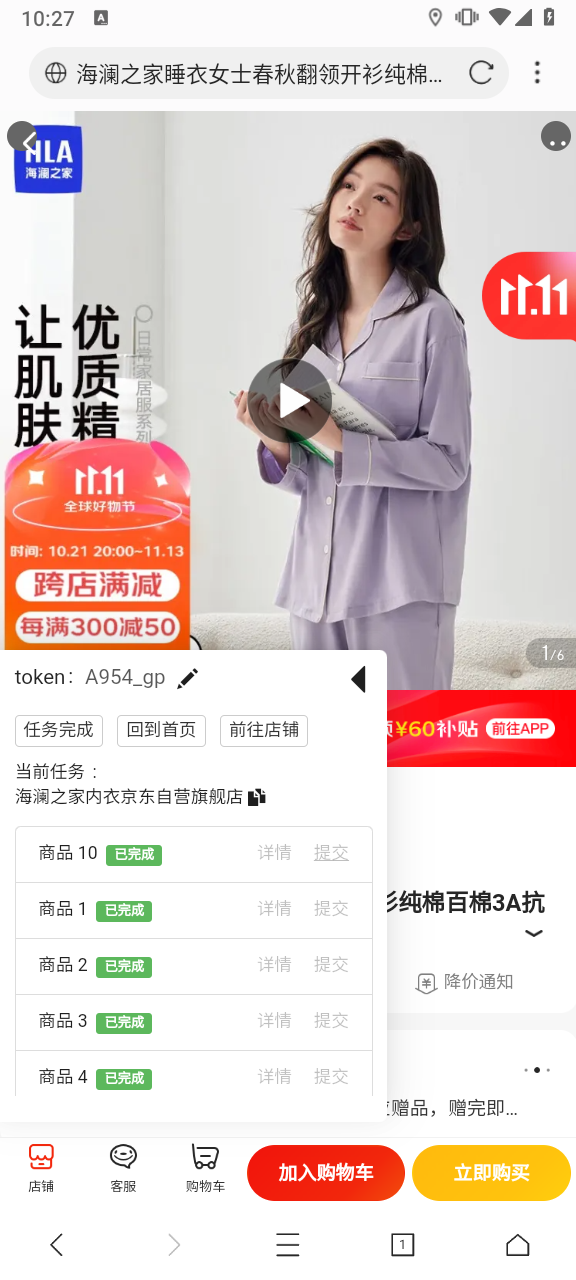 10:27
A
海澜之家睡衣女士春秋翻领开衫纯棉...
HLA
海澜之家
11.11
让 优
肌 质
肤 精
日常家居服系列
11.11
全球好物节
时间: 10.21 20:00~11.13
跨店满减
每满300减50
1/6
token： A954_gp
¥60补贴 前往APP
任务完成 回到首页 前往店铺
当前任务 ：
海澜之家内衣京东自营旗舰店
商品 10 已完成 详情 提交
商品 1 已完成 详情 提交
衫纯棉百棉3A抗
商品 2 已完成 详情 提交
降价通知
商品 3 已完成 详情 提交
商品 4 已完成 详情 提交
赠品，赠完即...
店铺 客服 购物车 加入购物车 立即购买
1